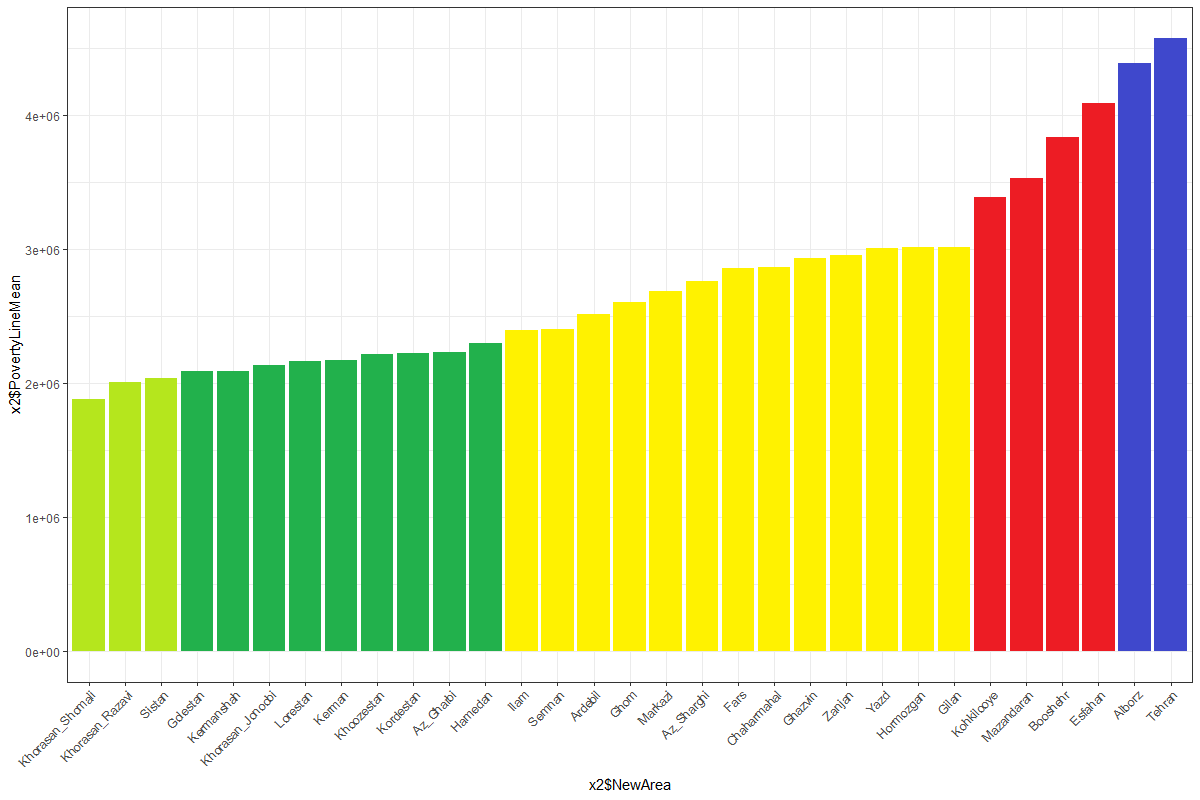 x2$PovertyLineMean
4e+06
3e+06
2e+06
1e+06
0e+00
Khorasan_Shomali
Khorasan_Razavi
Sistan
Golestan
Kermanshah
Khorasan_Jonoobi
Lorestan
Kerman
Khoozestan
Kordestan
Az_Gharbi
Hamedan
Ilam
Semnan
Ardebil
Ghom
Markazi
Az_Sharghi
Fars
Chaharmahal
Ghazvin
Zanjan
Yazd
Hormozgan
Gilan
Kohkilooye
Mazandaran
Booshehr
Esfahan
Alborz
Tehran
x2$NewArea